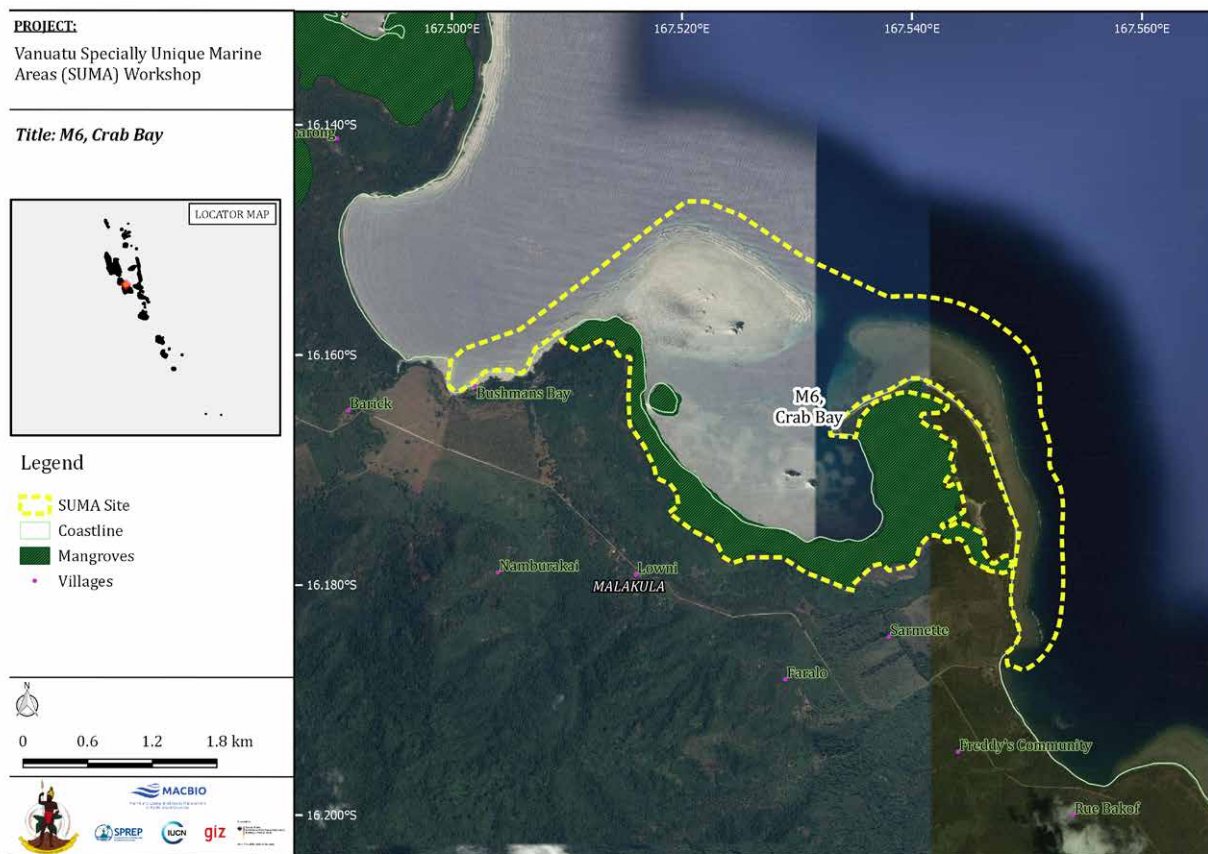 PROJECT:
Vanuatu Specially Unique Marine
Areas (SUMA) Workshop
Title: M6, Crab Bay
LOCATOR MAP
Legend
SUMA Site
Coastline
Mangroves
Villages
N
0 0.6 1.2 1.8 km
MACBIO
SPREP
IUCN
giz
167.500°E 167.520°E 167.540°E 167.560°E
16.140°S
arong
16.160°S
Bushmans Bay
Barick
M6,
Crab Bay
16.180°S
Namburakai
Lowni
MALAKULA
Sarmette
Faralo
Freddy's Community
16.200°S
Rue Bakof